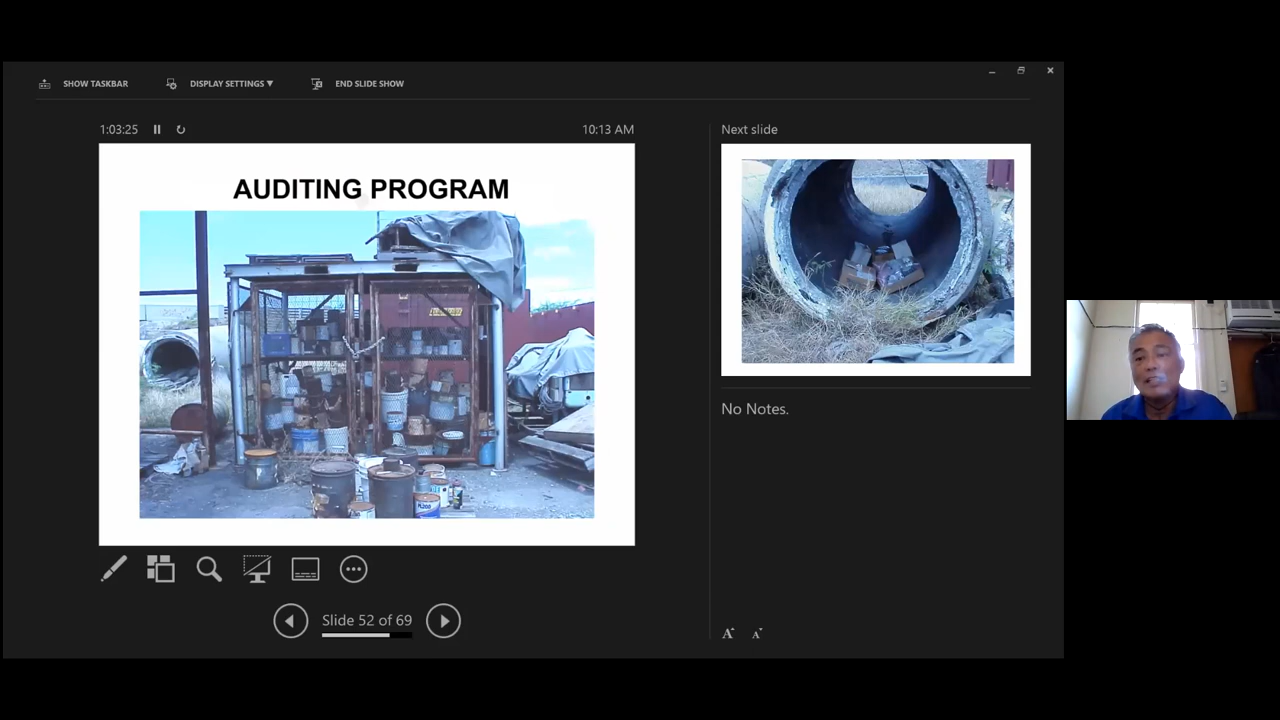 SHOW TASKBAR
DISPLAY SETTINGS ▼
END SLIDE SHOW
1:03:25
10:13 AM
Next slide
AUDITING PROGRAM
No Notes.
Slide 52 of 69
A A